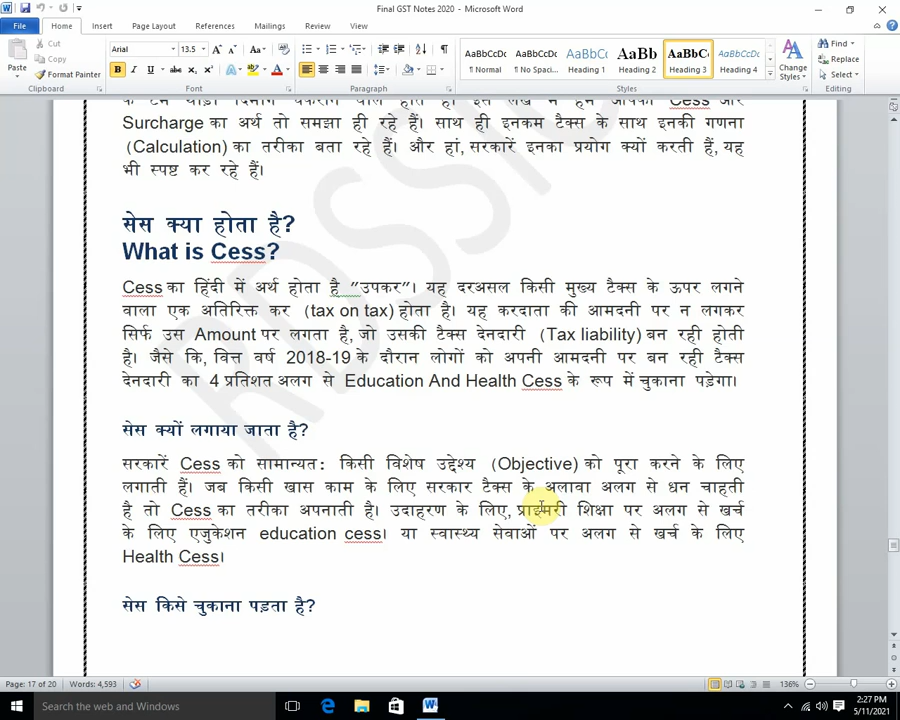 Final GST Notes 2020 - Microsoft Word
File Home Insert Page Layout References Mailings Review View
Paste
Cut
Copy
Format Painter
Clipboard
Arial 13.5
Font
Paragraph
AaBbCcDc AaBbCcDc AaBbCc AaBb AaBbC AaBbCcDc
¶ Normal ¶ No Spaci... Heading 1 Heading 2 Heading 3 Heading 4
Change Styles
Styles
Find
Replace
Select
Editing
Surcharge का अर्थ तो समझा ही रहे हैं। साथ ही इनकम टैक्स के साथ इनकी गणना
(Calculation) का तरीका बता रहे हैं। और हां, सरकारें इनका प्रयोग क्यों करती हैं, यह
भी स्पष्ट कर रहे हैं।
सेस क्या होता है?
What is Cess?
Cess का हिंदी में अर्थ होता है "उपकर"। यह दरअसल किसी मुख्य टैक्स के ऊपर लगने
वाला एक अतिरिक्त कर (tax on tax) होता है। यह करदाता की आमदनी पर न लगकर
सिर्फ उस Amount पर लगता है, जो उसकी टैक्स देनदारी (Tax liability) बन रही होती
है। जैसे कि, वित्त वर्ष 2018-19 के दौरान लोगों को अपनी आमदनी पर बन रही टैक्स
देनदारी का 4 प्रतिशत अलग से Education And Health Cess के रूप में चुकाना पड़ेगा।
सेस क्यों लगाया जाता है?
सरकारें Cess को सामान्यत: किसी विशेष उद्देश्य (Objective) को पूरा करने के लिए
लगाती हैं। जब किसी खास काम के लिए सरकार टैक्स के अलावा अलग से धन चाहती
है तो Cess का तरीका अपनाती है। उदाहरण के लिए, प्राईमरी शिक्षा पर अलग से खर्च
के लिए एजुकेशन education cess। या स्वास्थ्य सेवाओं पर अलग से खर्च के लिए
Health Cess।
सेस किसे चुकाना पड़ता है?
Page: 17 of 20 Words: 4,593 136%
Search the web and Windows
2:27 PM
5/11/2021